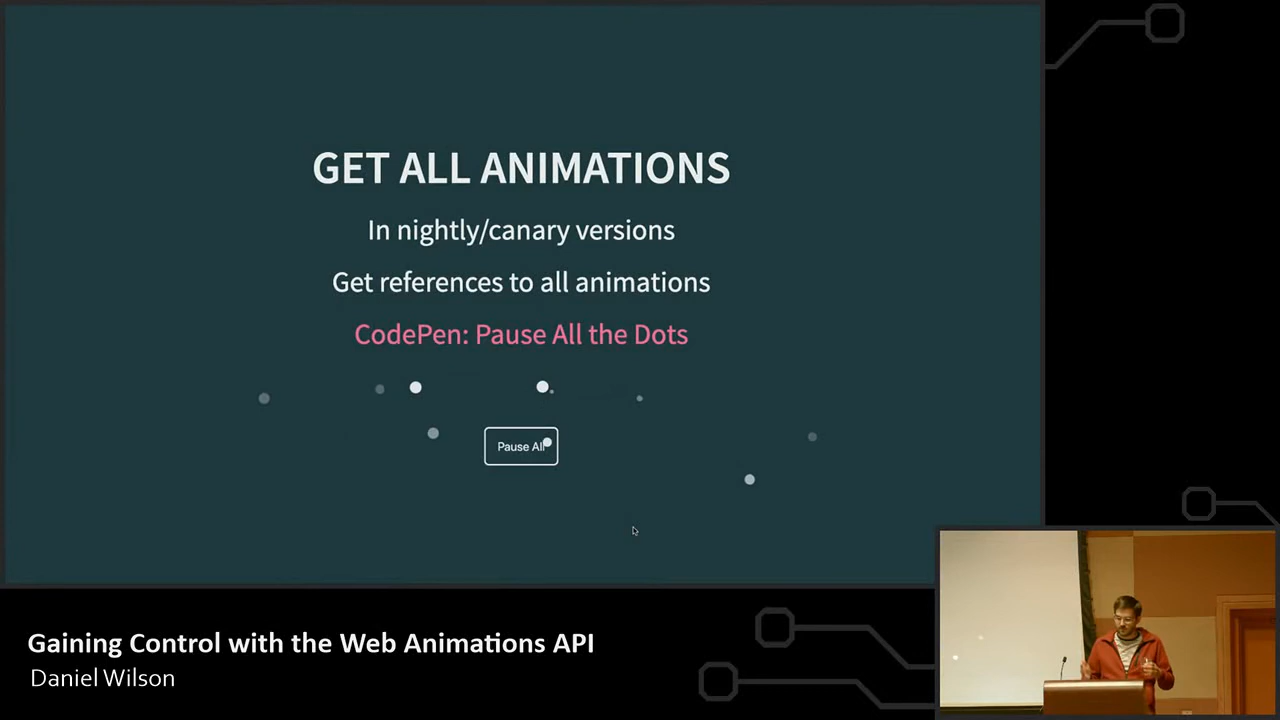 GET ALL ANIMATIONS
In nightly/canary versions
Get references to all animations
CodePen: Pause All the Dots
Pause All
Gaining Control with the Web Animations API
Daniel Wilson